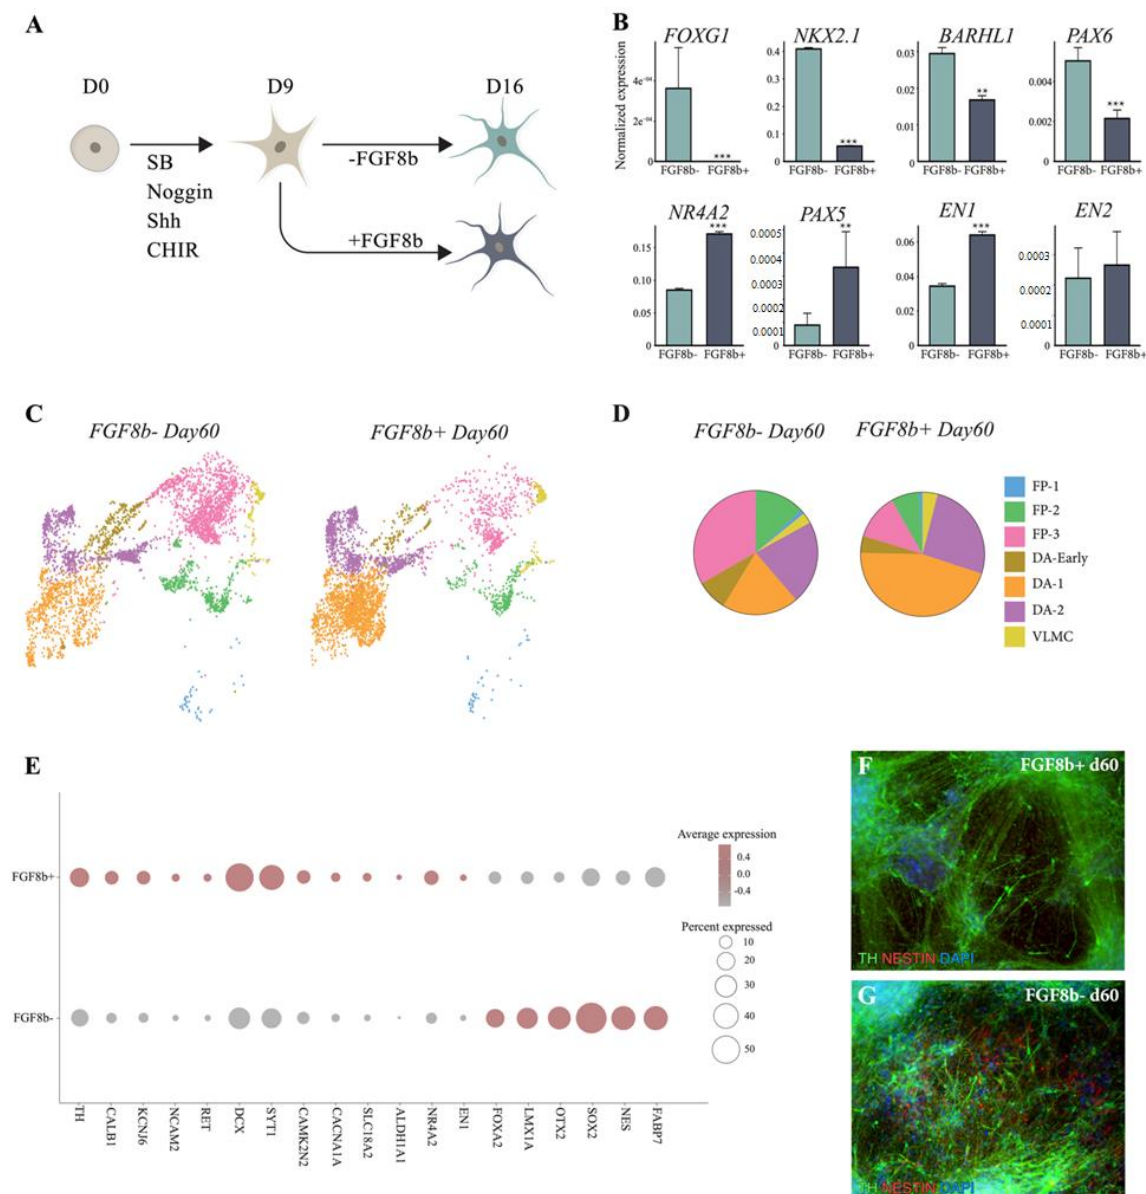 A
D0
D9
D16
SB
Noggin
Shh
CHIR
-FGF8b
+FGF8b
B
Normalized expression
FOXG1
4e⁻⁰⁴
2e⁻⁰⁴
0
***
FGF8b- FGF8b+
NKX2.1
0.4
0.3
0.2
0.1
0
***
FGF8b- FGF8b+
BARHL1
0.03
0.02
0.01
0
**
FGF8b- FGF8b+
PAX6
0.004
0.002
0
***
FGF8b- FGF8b+
NR4A2
0.15
0.10
0.05
0
***
FGF8b- FGF8b+
PAX5
0.0005
0.0004
0.0003
0.0002
0.0001
0
**
FGF8b- FGF8b+
EN1
0.06
0.04
0.02
0
***
FGF8b- FGF8b+
EN2
0.0003
0.0002
0.0001
0
FGF8b- FGF8b+
C
FGF8b- Day60
FGF8b+ Day60
D
FGF8b- Day60
FGF8b+ Day60
FP-1
FP-2
FP-3
DA-Early
DA-1
DA-2
VLMC
E
FGF8b+
FGF8b-
TH
CALB1
KCNJ6
NCAM2
RET
DCX
SYT1
CAMK2N2
CACNA1A
SLC18A2
ALDH1A1
NR4A2
EN1
FOXA2
LMX1A
OTX2
SOX2
NES
FABP7
Average expression
0.4
0.0
-0.4
Percent expressed
10
20
30
40
50
F
FGF8b+ d60
TH NESTIN DAPI
G
FGF8b- d60
TH NESTIN DAPI